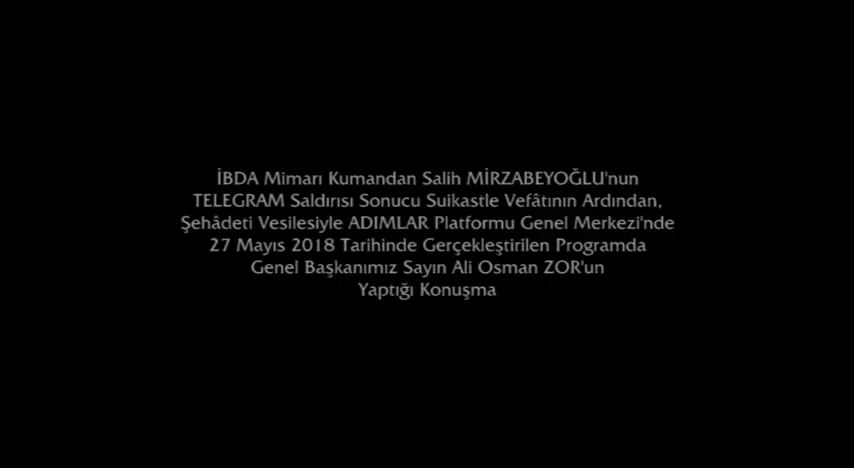 İBDA Mimarı Kumandan Salih MİRZABEYOĞLU'nun
TELEGRAM Saldırısı Sonucu Suikastle Vefâtının Ardından,
Şehâdeti Vesilesiyle ADIMLAR Platformu Genel Merkezi'nde
27 Mayıs 2018 Tarihinde Gerçekleştirilen Programda
Genel Başkanımız Sayın Ali Osman ZOR'un
Yaptığı Konuşma